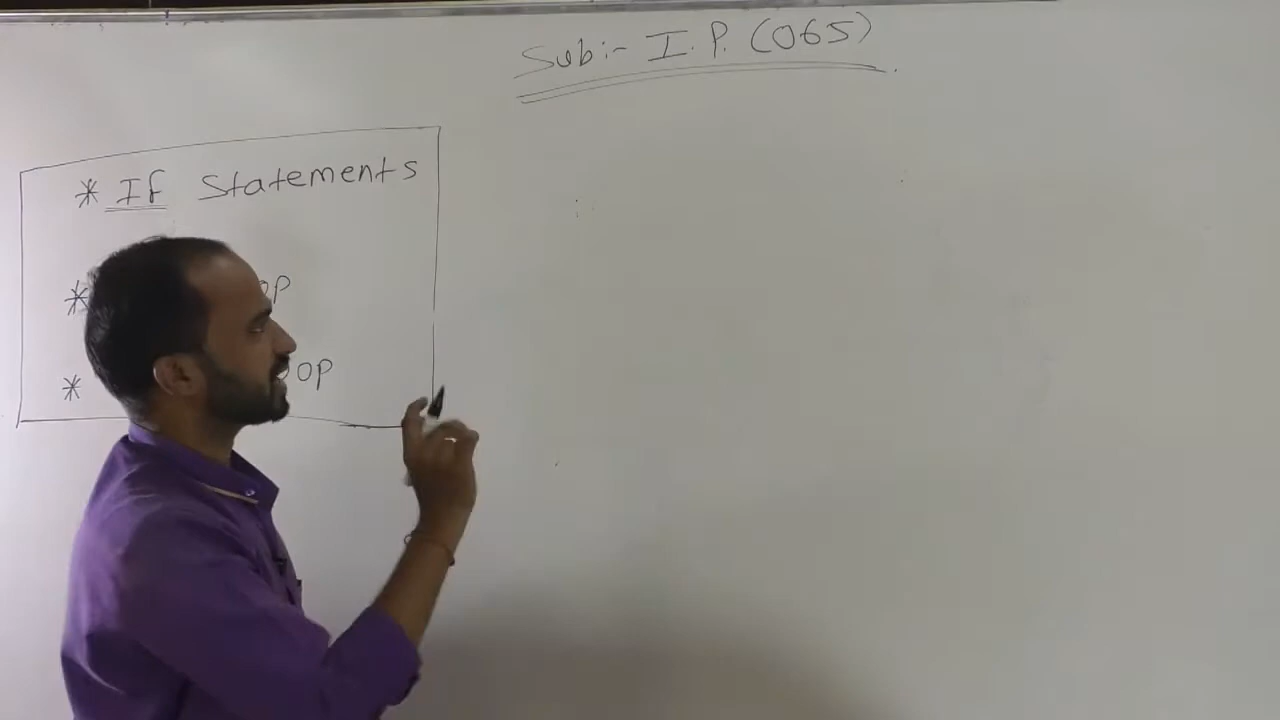 Sub:- I.P. (065)
* If Statements
*
*